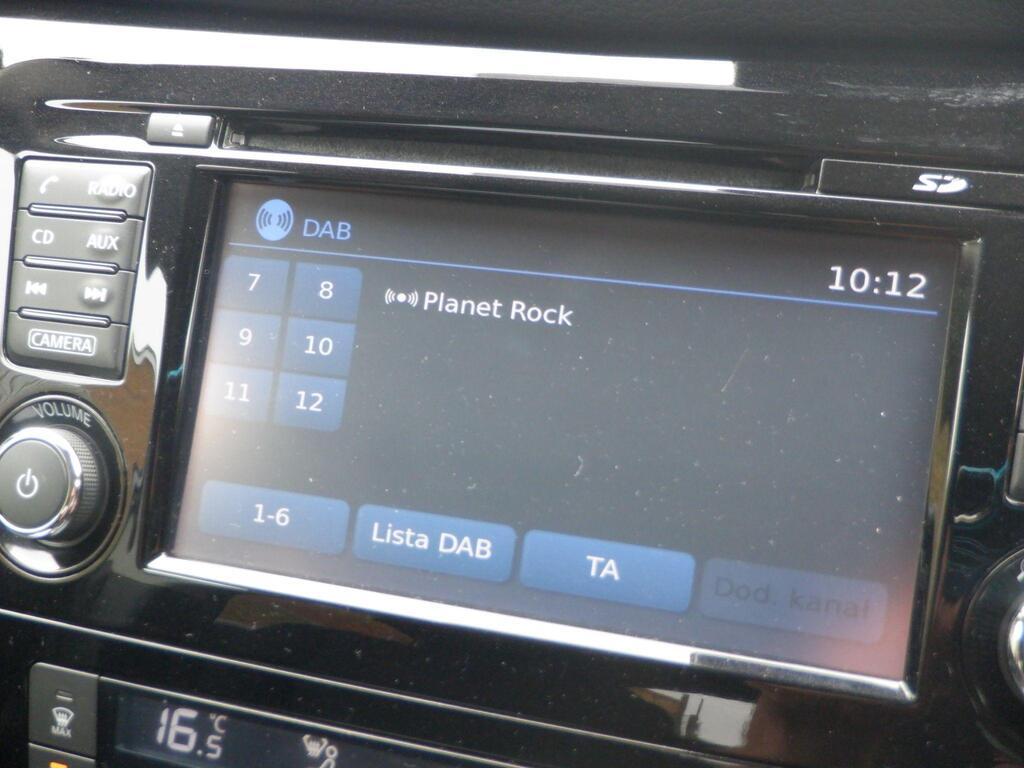 SD
RADIO
CD AUX
CAMERA
VOLUME
DAB
10:12
7 8
9 10
11 12
Planet Rock
1-6
Lista DAB
TA
Dod. kanał
MAX
16.5 °C